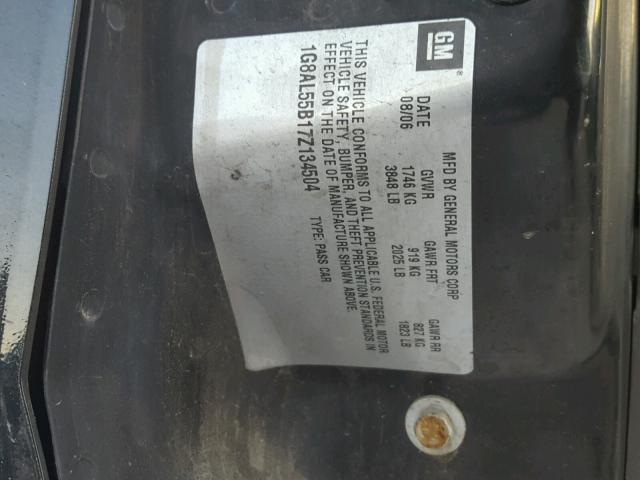 GM ®
MFD BY GENERAL MOTORS CORP
DATE GVWR GAWR FRT GAWR RR
08/06 1746 KG 919 KG 827 KG
3848 LB 2025 LB 1823 LB
THIS VEHICLE CONFORMS TO ALL APPLICABLE U.S. FEDERAL MOTOR
VEHICLE SAFETY, BUMPER, AND THEFT PREVENTION STANDARDS IN
EFFECT ON THE DATE OF MANUFACTURE SHOWN ABOVE.
1G8AL55B17Z134504 TYPE: PASS CAR